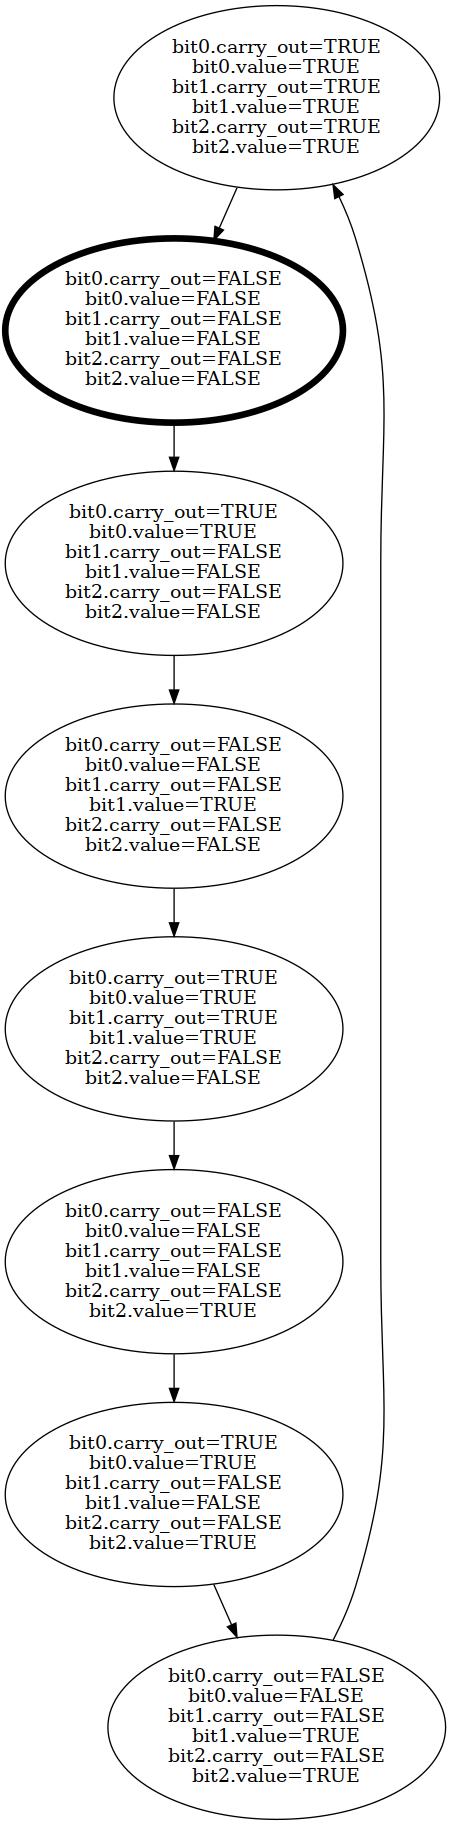 bit0.carry_out=TRUE
bit0.value=TRUE
bit1.carry_out=TRUE
bit1.value=TRUE
bit2.carry_out=TRUE
bit2.value=TRUE
bit0.carry_out=FALSE
bit0.value=FALSE
bit1.carry_out=FALSE
bit1.value=FALSE
bit2.carry_out=FALSE
bit2.value=FALSE
bit0.carry_out=TRUE
bit0.value=TRUE
bit1.carry_out=FALSE
bit1.value=FALSE
bit2.carry_out=FALSE
bit2.value=FALSE
bit0.carry_out=FALSE
bit0.value=FALSE
bit1.carry_out=FALSE
bit1.value=TRUE
bit2.carry_out=FALSE
bit2.value=FALSE
bit0.carry_out=TRUE
bit0.value=TRUE
bit1.carry_out=TRUE
bit1.value=TRUE
bit2.carry_out=FALSE
bit2.value=FALSE
bit0.carry_out=FALSE
bit0.value=FALSE
bit1.carry_out=FALSE
bit1.value=FALSE
bit2.carry_out=FALSE
bit2.value=TRUE
bit0.carry_out=TRUE
bit0.value=TRUE
bit1.carry_out=FALSE
bit1.value=FALSE
bit2.carry_out=FALSE
bit2.value=TRUE
bit0.carry_out=FALSE
bit0.value=FALSE
bit1.carry_out=FALSE
bit1.value=TRUE
bit2.carry_out=FALSE
bit2.value=TRUE